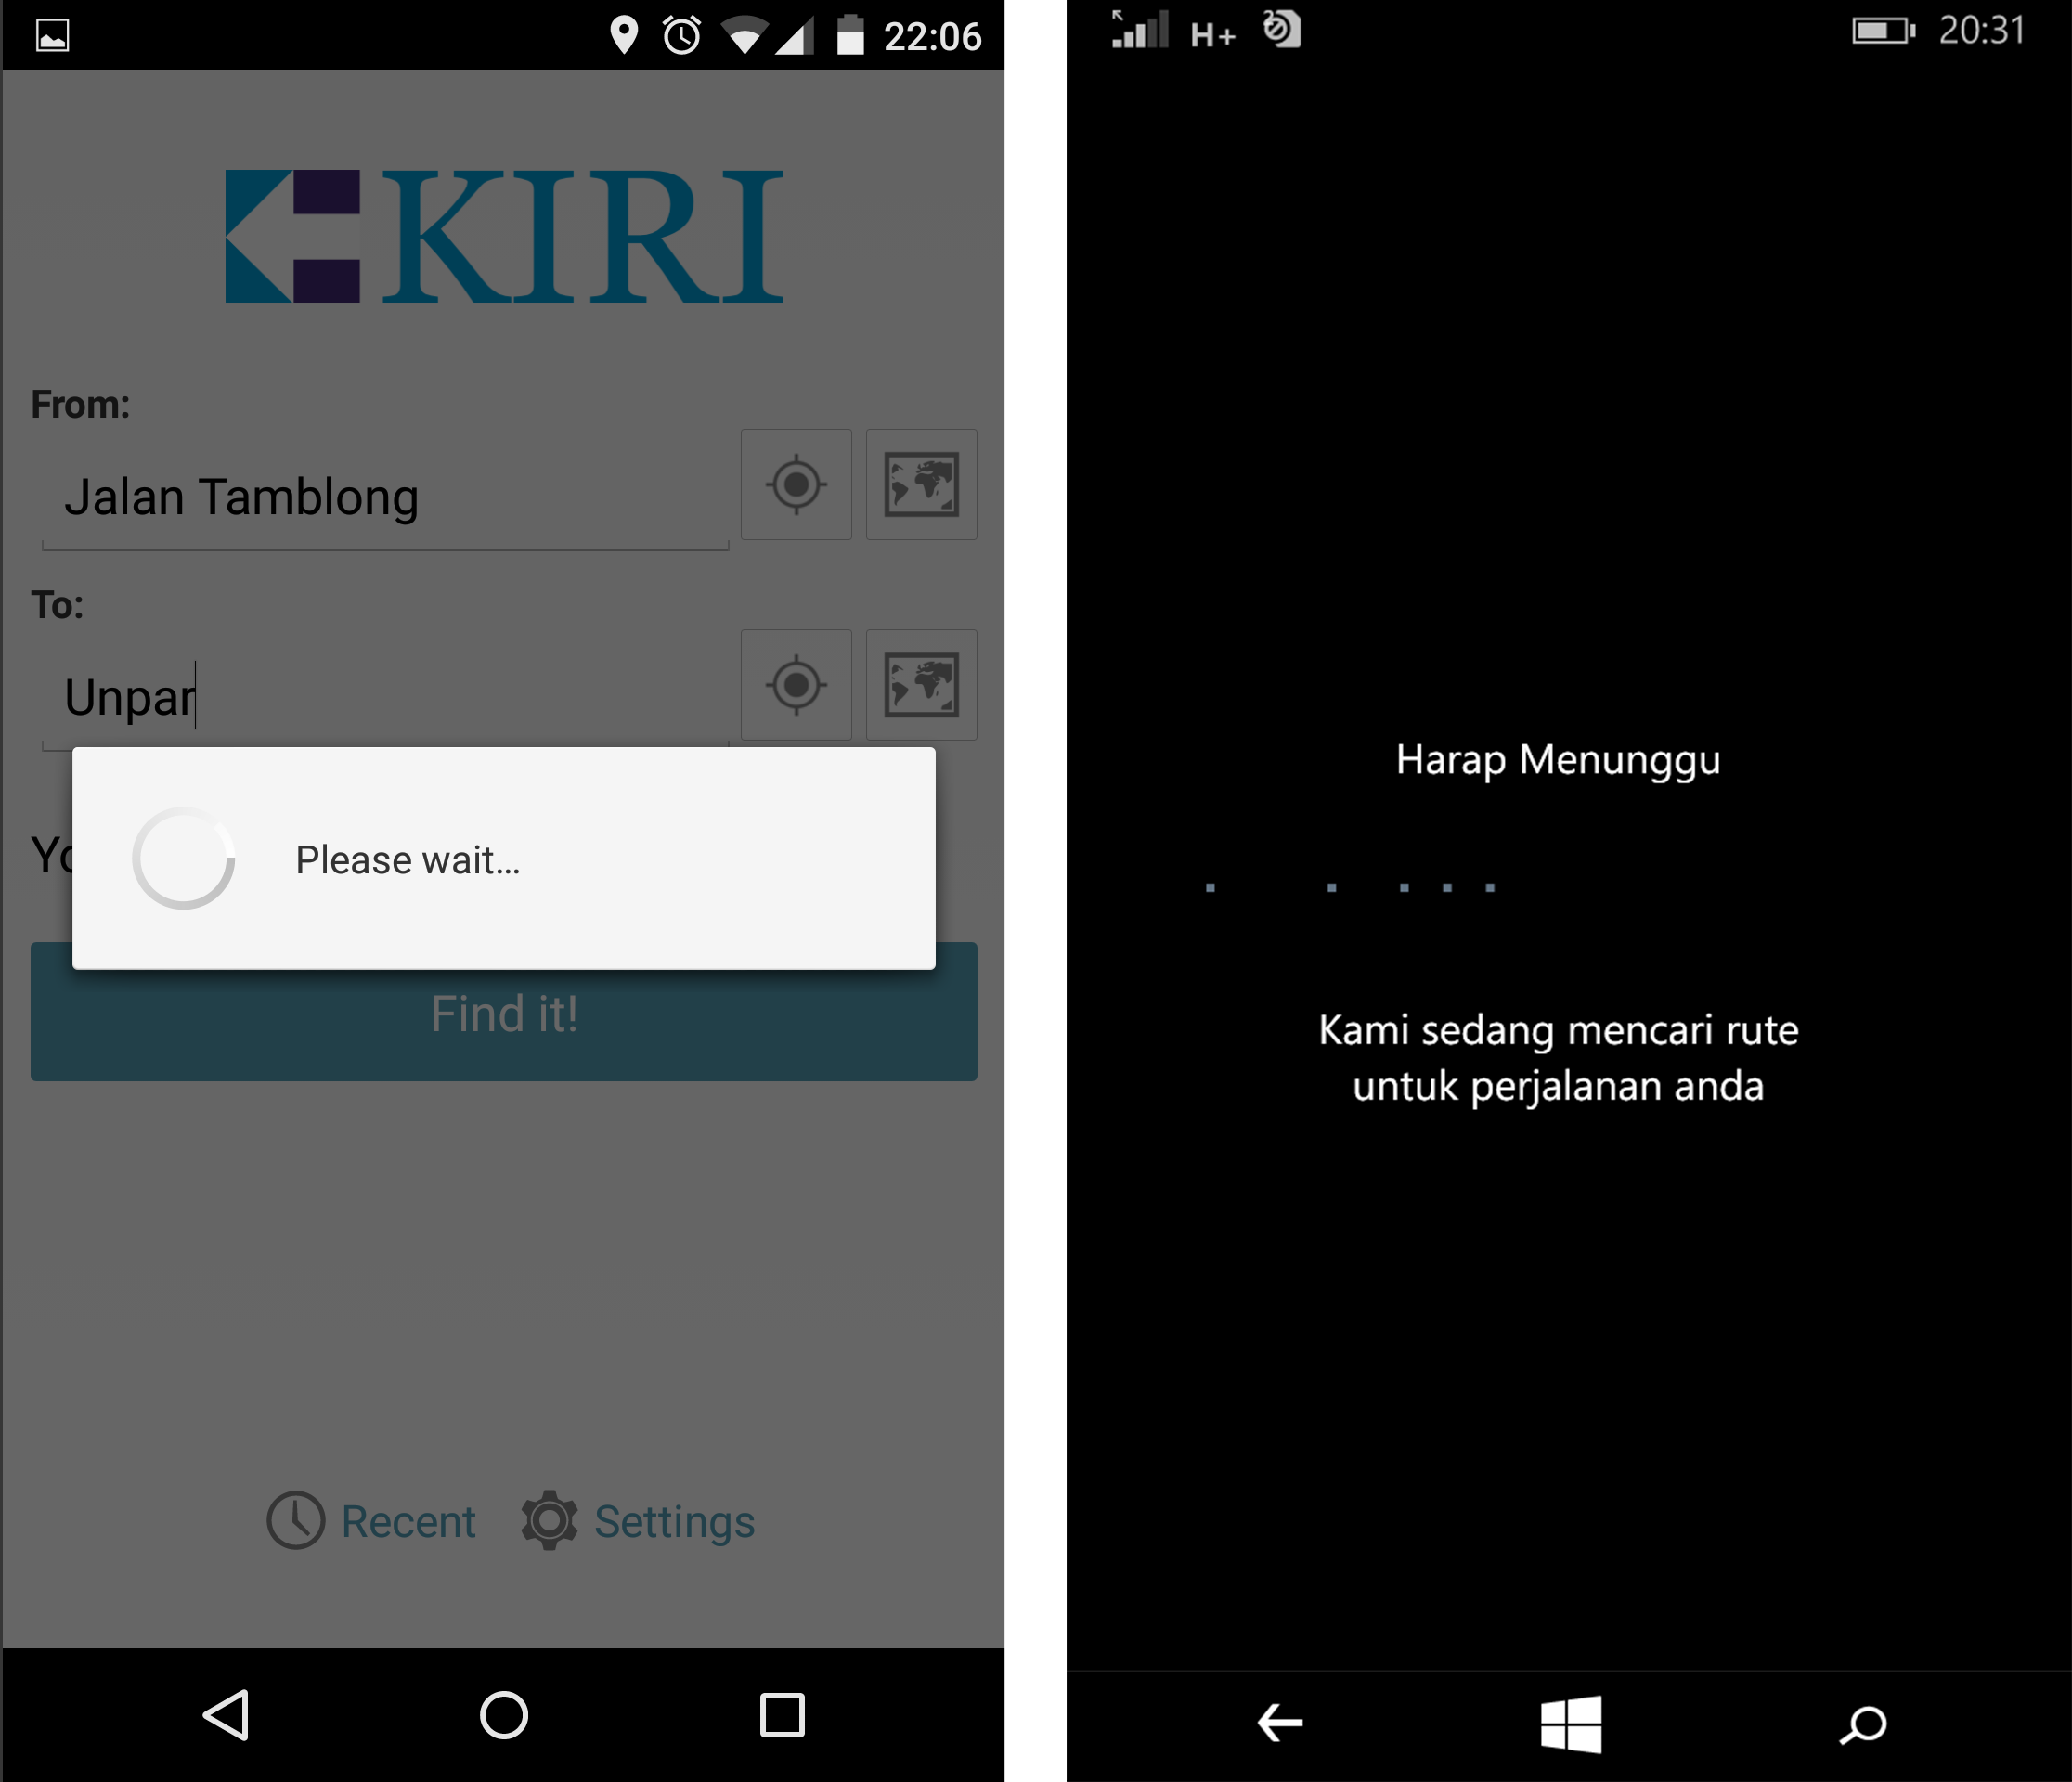 22:06
KIRI
From:
Jalan Tamblong
To:
Unpar
Yo
Please wait...
Find it!
Recent
Settings
H+
20:31
Harap Menunggu
Kami sedang mencari rute
untuk perjalanan anda